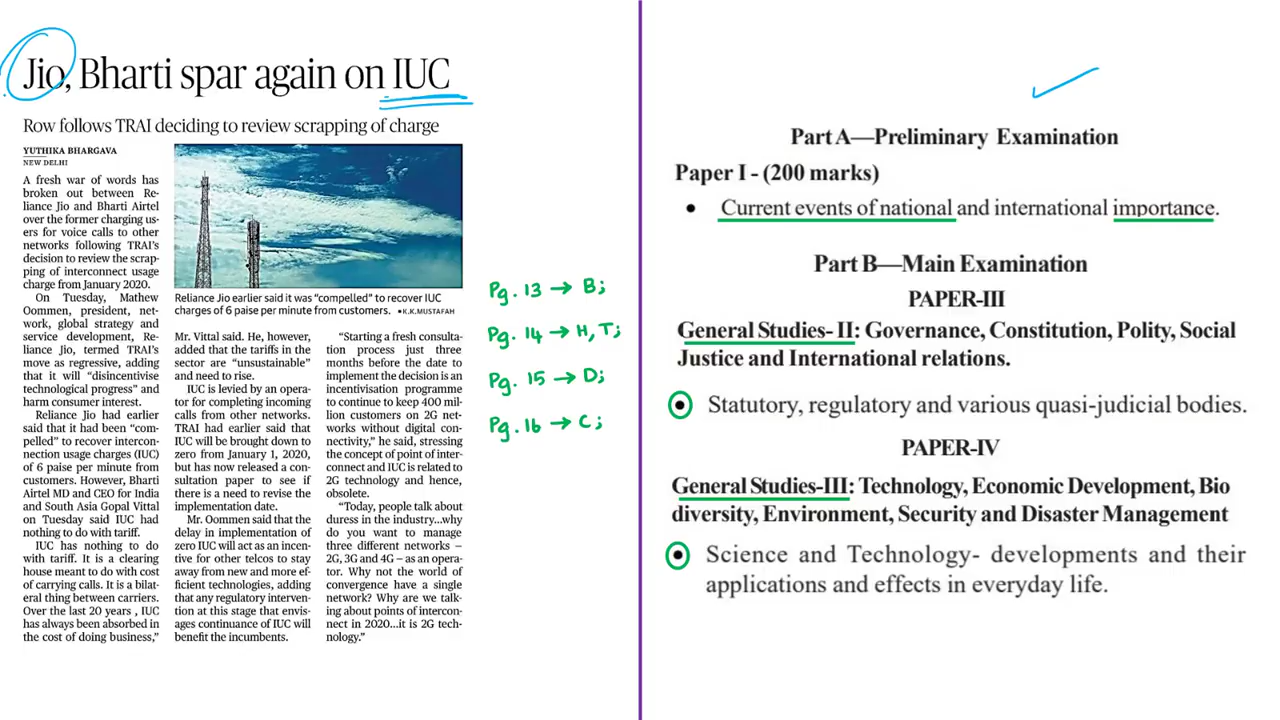 Jio, Bharti spar again on IUC
Row follows TRAI deciding to review scrapping of charge
YUTHIKA BHARGAVA
NEW DELHI
A fresh war of words has
broken out between Re-
liance Jio and Bharti Airtel
over the former charging us-
ers for voice calls to other
networks following TRAI's
decision to review the scrap-
ping of interconnect usage
charge from January 2020.
On Tuesday, Mathew
Oommen, president, net-
work, global strategy and
service development, Re-
liance Jio, termed TRAI's
move as regressive, adding
that it will "disincentivise
technological progress" and
harm consumer interest.
Reliance Jio had earlier
said that it had been "com-
pelled" to recover intercon-
nection usage charges (IUC)
of 6 paise per minute from
customers. However, Bharti
Airtel MD and CEO for India
and South Asia Gopal Vittal
on Tuesday said IUC had
nothing to do with tariff.
IUC has nothing to do
with tariff. It is a clearing
house meant to do with cost
of carrying calls. It is a bilat-
eral thing between carriers.
Over the last 20 years , IUC
has always been absorbed in
the cost of doing business,"
Reliance Jio earlier said it was "compelled" to recover IUC
charges of 6 paise per minute from customers. •K.K.MUSTAFAH
Mr. Vittal said. He, however,
added that the tariffs in the
sector are "unsustainable"
and need to rise.
IUC is levied by an opera-
tor for completing incoming
calls from other networks.
TRAI had earlier said that
IUC will be brought down to
zero from January 1, 2020,
but has now released a con-
sultation paper to see if
there is a need to revise the
implementation date.
Mr. Oommen said that the
delay in implementation of
zero IUC will act as an incen-
tive for other telcos to stay
away from new and more ef-
ficient technologies, adding
that any regulatory interven-
tion at this stage that envis-
ages continuance of IUC will
benefit the incumbents.
"Starting a fresh consulta-
tion process just three
months before the date to
implement the decision is an
incentivisation programme
to continue to keep 400 mil-
lion customers on 2G net-
works without digital con-
nectivity," he said, stressing
the concept of point of inter-
connect and IUC is related to
2G technology and hence,
obsolete.
"Today, people talk about
duress in the industry...why
do you want to manage
three different networks –
2G, 3G and 4G – as an opera-
tor. Why not the world of
convergence have a single
network? Why are we talk-
ing about points of intercon-
nect in 2020...it is 2G tech-
nology."
Pg. 13 → B;
Pg. 14 → H, T;
Pg. 15 → D;
Pg. 16 → C;
Part A—Preliminary Examination
Paper I - (200 marks)
• Current events of national and international importance.
Part B—Main Examination
PAPER-III
General Studies- II: Governance, Constitution, Polity, Social
Justice and International relations.
• Statutory, regulatory and various quasi-judicial bodies.
PAPER-IV
General Studies-III: Technology, Economic Development, Bio
diversity, Environment, Security and Disaster Management
• Science and Technology- developments and their
applications and effects in everyday life.